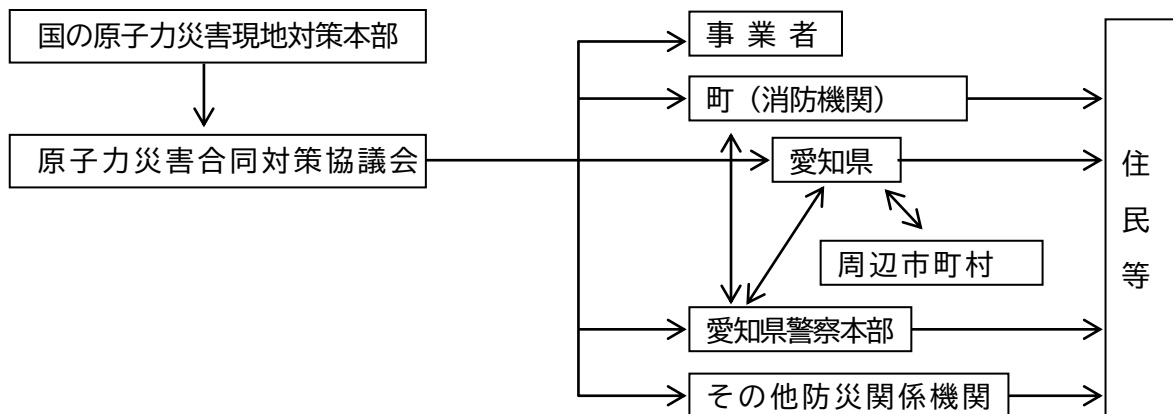 国の原子力災害現地対策本部
原子力災害合同対策協議会
事業者
町（消防機関）
愛知県
周辺市町村
愛知県警察本部
その他防災関係機関
住民等